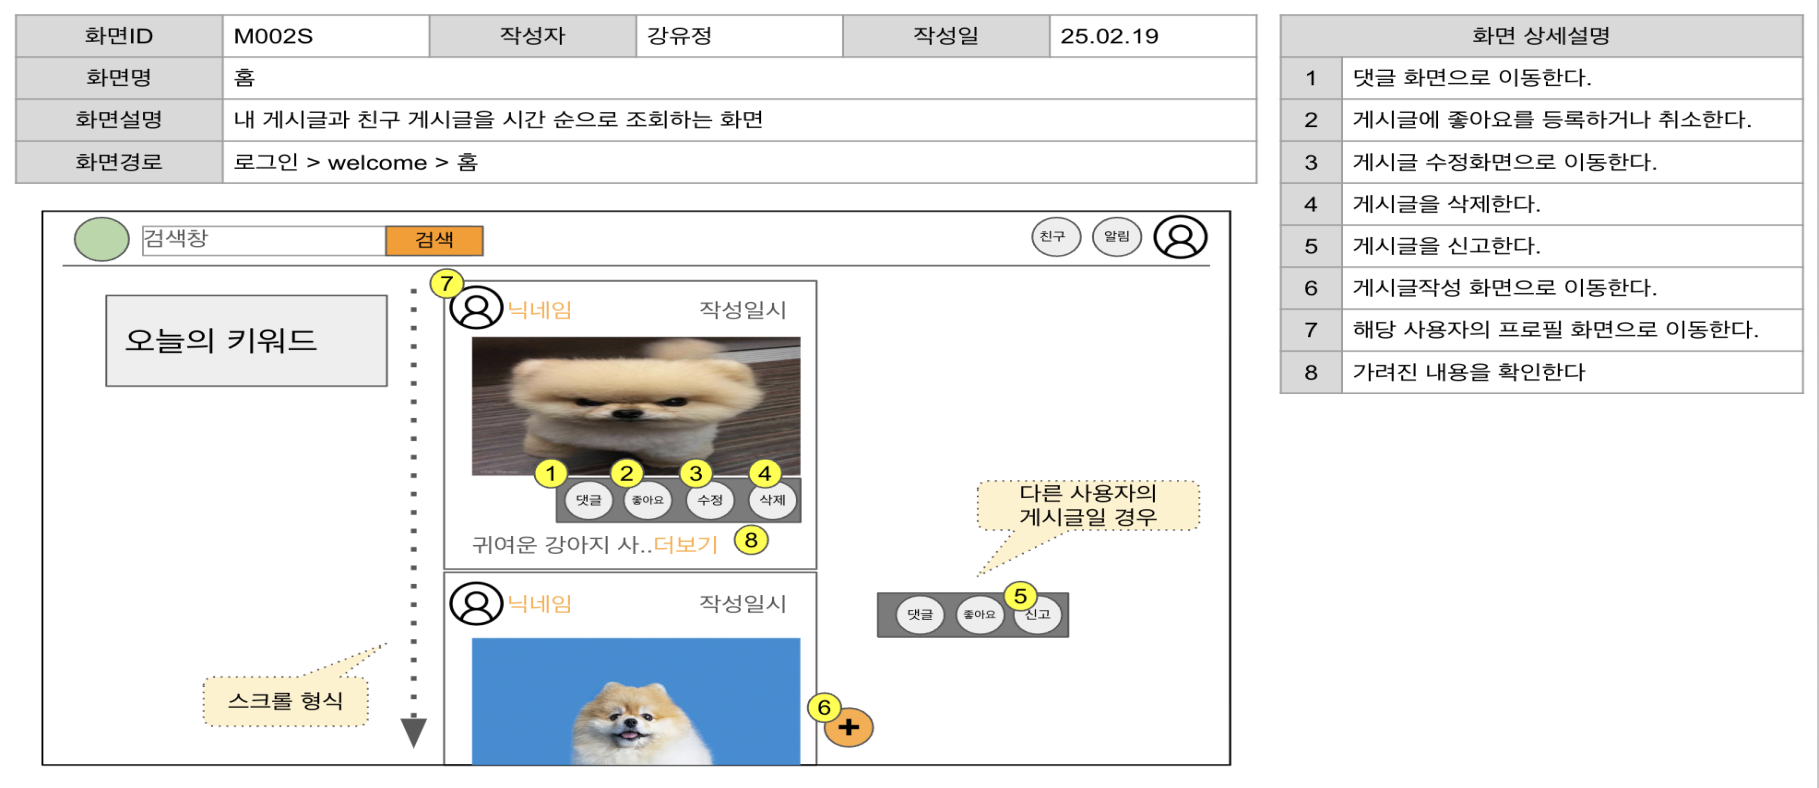 화면ID M002S 작성자 강유정 작성일 25.02.19
화면명 홈
화면설명 내 게시글과 친구 게시글을 시간 순으로 조회하는 화면
화면경로 로그인 > welcome > 홈
화면 상세설명
1 댓글 화면으로 이동한다.
2 게시글에 좋아요를 등록하거나 취소한다.
3 게시글 수정화면으로 이동한다.
4 게시글을 삭제한다.
5 게시글을 신고한다.
6 게시글작성 화면으로 이동한다.
7 해당 사용자의 프로필 화면으로 이동한다.
8 가려진 내용을 확인한다
검색창 검색 친구 알림
오늘의 키워드
7
닉네임 작성일시
1 2 3 4
댓글 좋아요 수정 삭제
귀여운 강아지 사..더보기 8
다른 사용자의
게시글일 경우
5
댓글 좋아요 신고
닉네임 작성일시
스크롤 형식
6
+